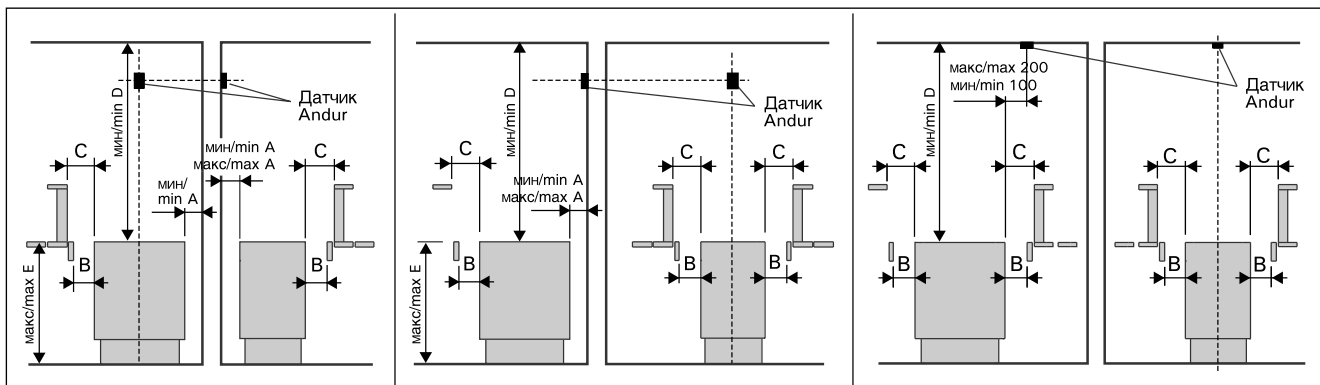 мин/min D
Датчик
Andur
C
мин/
min A
мин/min A
макс/max A
C
B
B
макс/max E
мин/min D
Датчик
Andur
C
мин/min A
макс/max A
C
C
B
B
B
макс/max E
мин/min D
макс/max 200
мин/min 100
Датчик
Andur
C
C
C
C
B
B
B
B